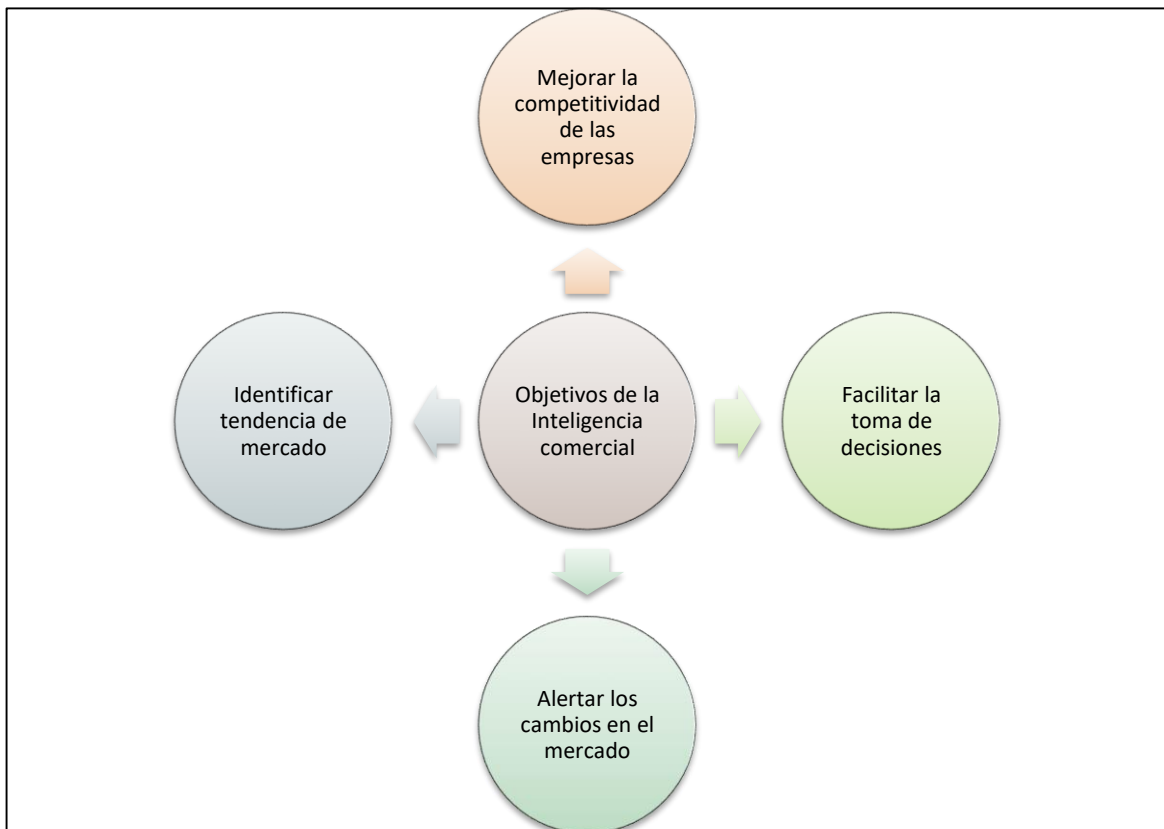 Mejorar la
competitividad
de las
empresas
Identificar
tendencia de
mercado
Objetivos de la
Inteligencia
comercial
Facilitar la
toma de
decisiones
Alertar los
cambios en el
mercado